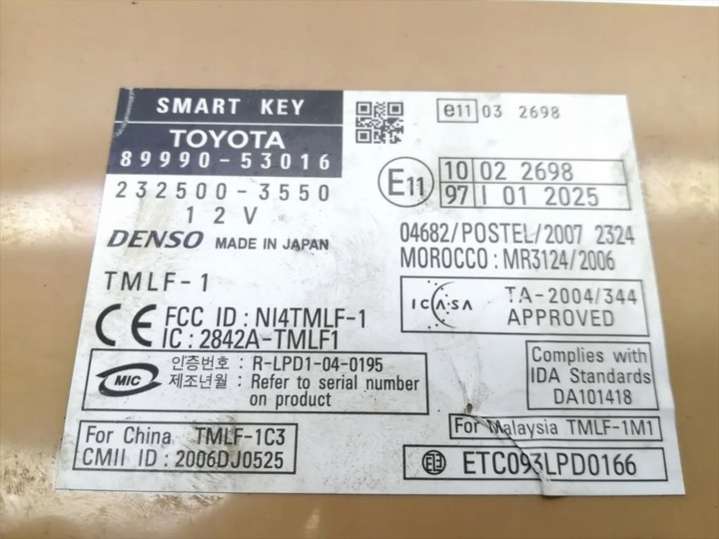 SMART KEY
TOYOTA
89990-53016
232500-3550
12V
DENSO MADE IN JAPAN
TMLF-1
CE FCC ID : NI4TMLF-1
IC : 2842A-TMLF1
MIC
인증번호 : R-LPD1-04-0195
제조년월 : Refer to serial number
on product
For China TMLF-1C3
CMII ID : 2006DJ0525
e11 03 2698
E11
10 02 2698
97 I 01 2025
04682/POSTEL/2007 2324
MOROCCO : MR3124/2006
ICASA TA-2004/344
APPROVED
Complies with
IDA Standards
DA101418
For Malaysia TMLF-1M1
ETC093LPD0166